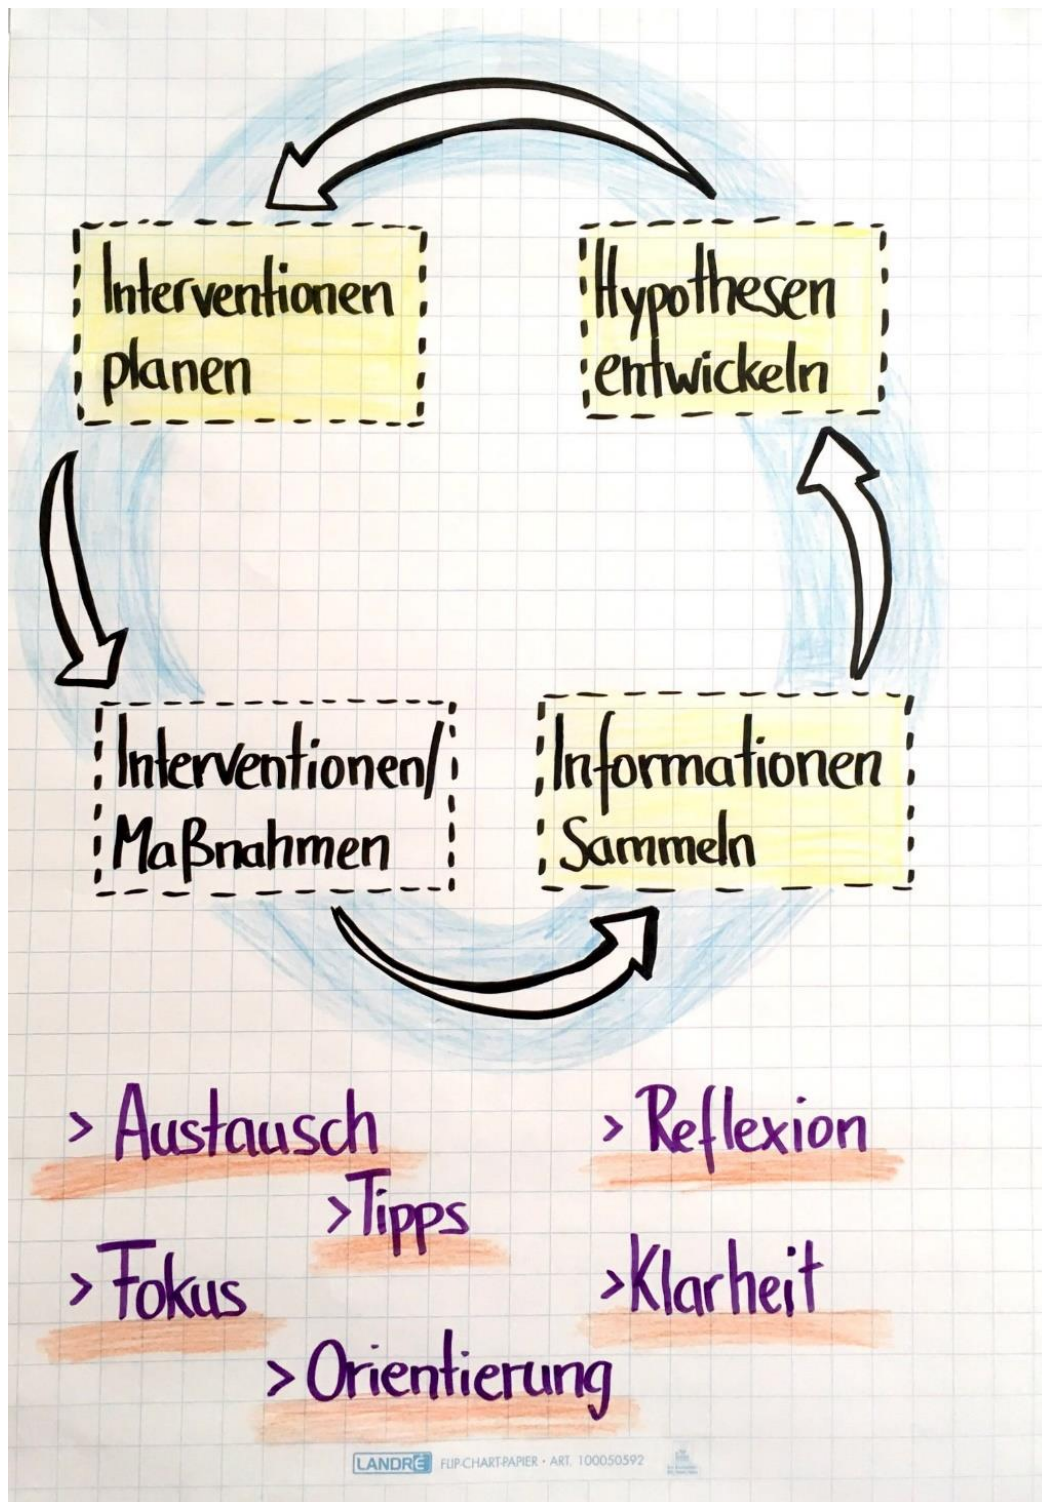 Interventionen
planen
Hypothesen
entwickeln
Interventionen/
Maßnahmen
Informationen
Sammeln
> Austausch
> Reflexion
> Tipps
> Fokus
> Klarheit
> Orientierung
LANDRÉ FLIP-CHART-PAPIER • ART. 100050592